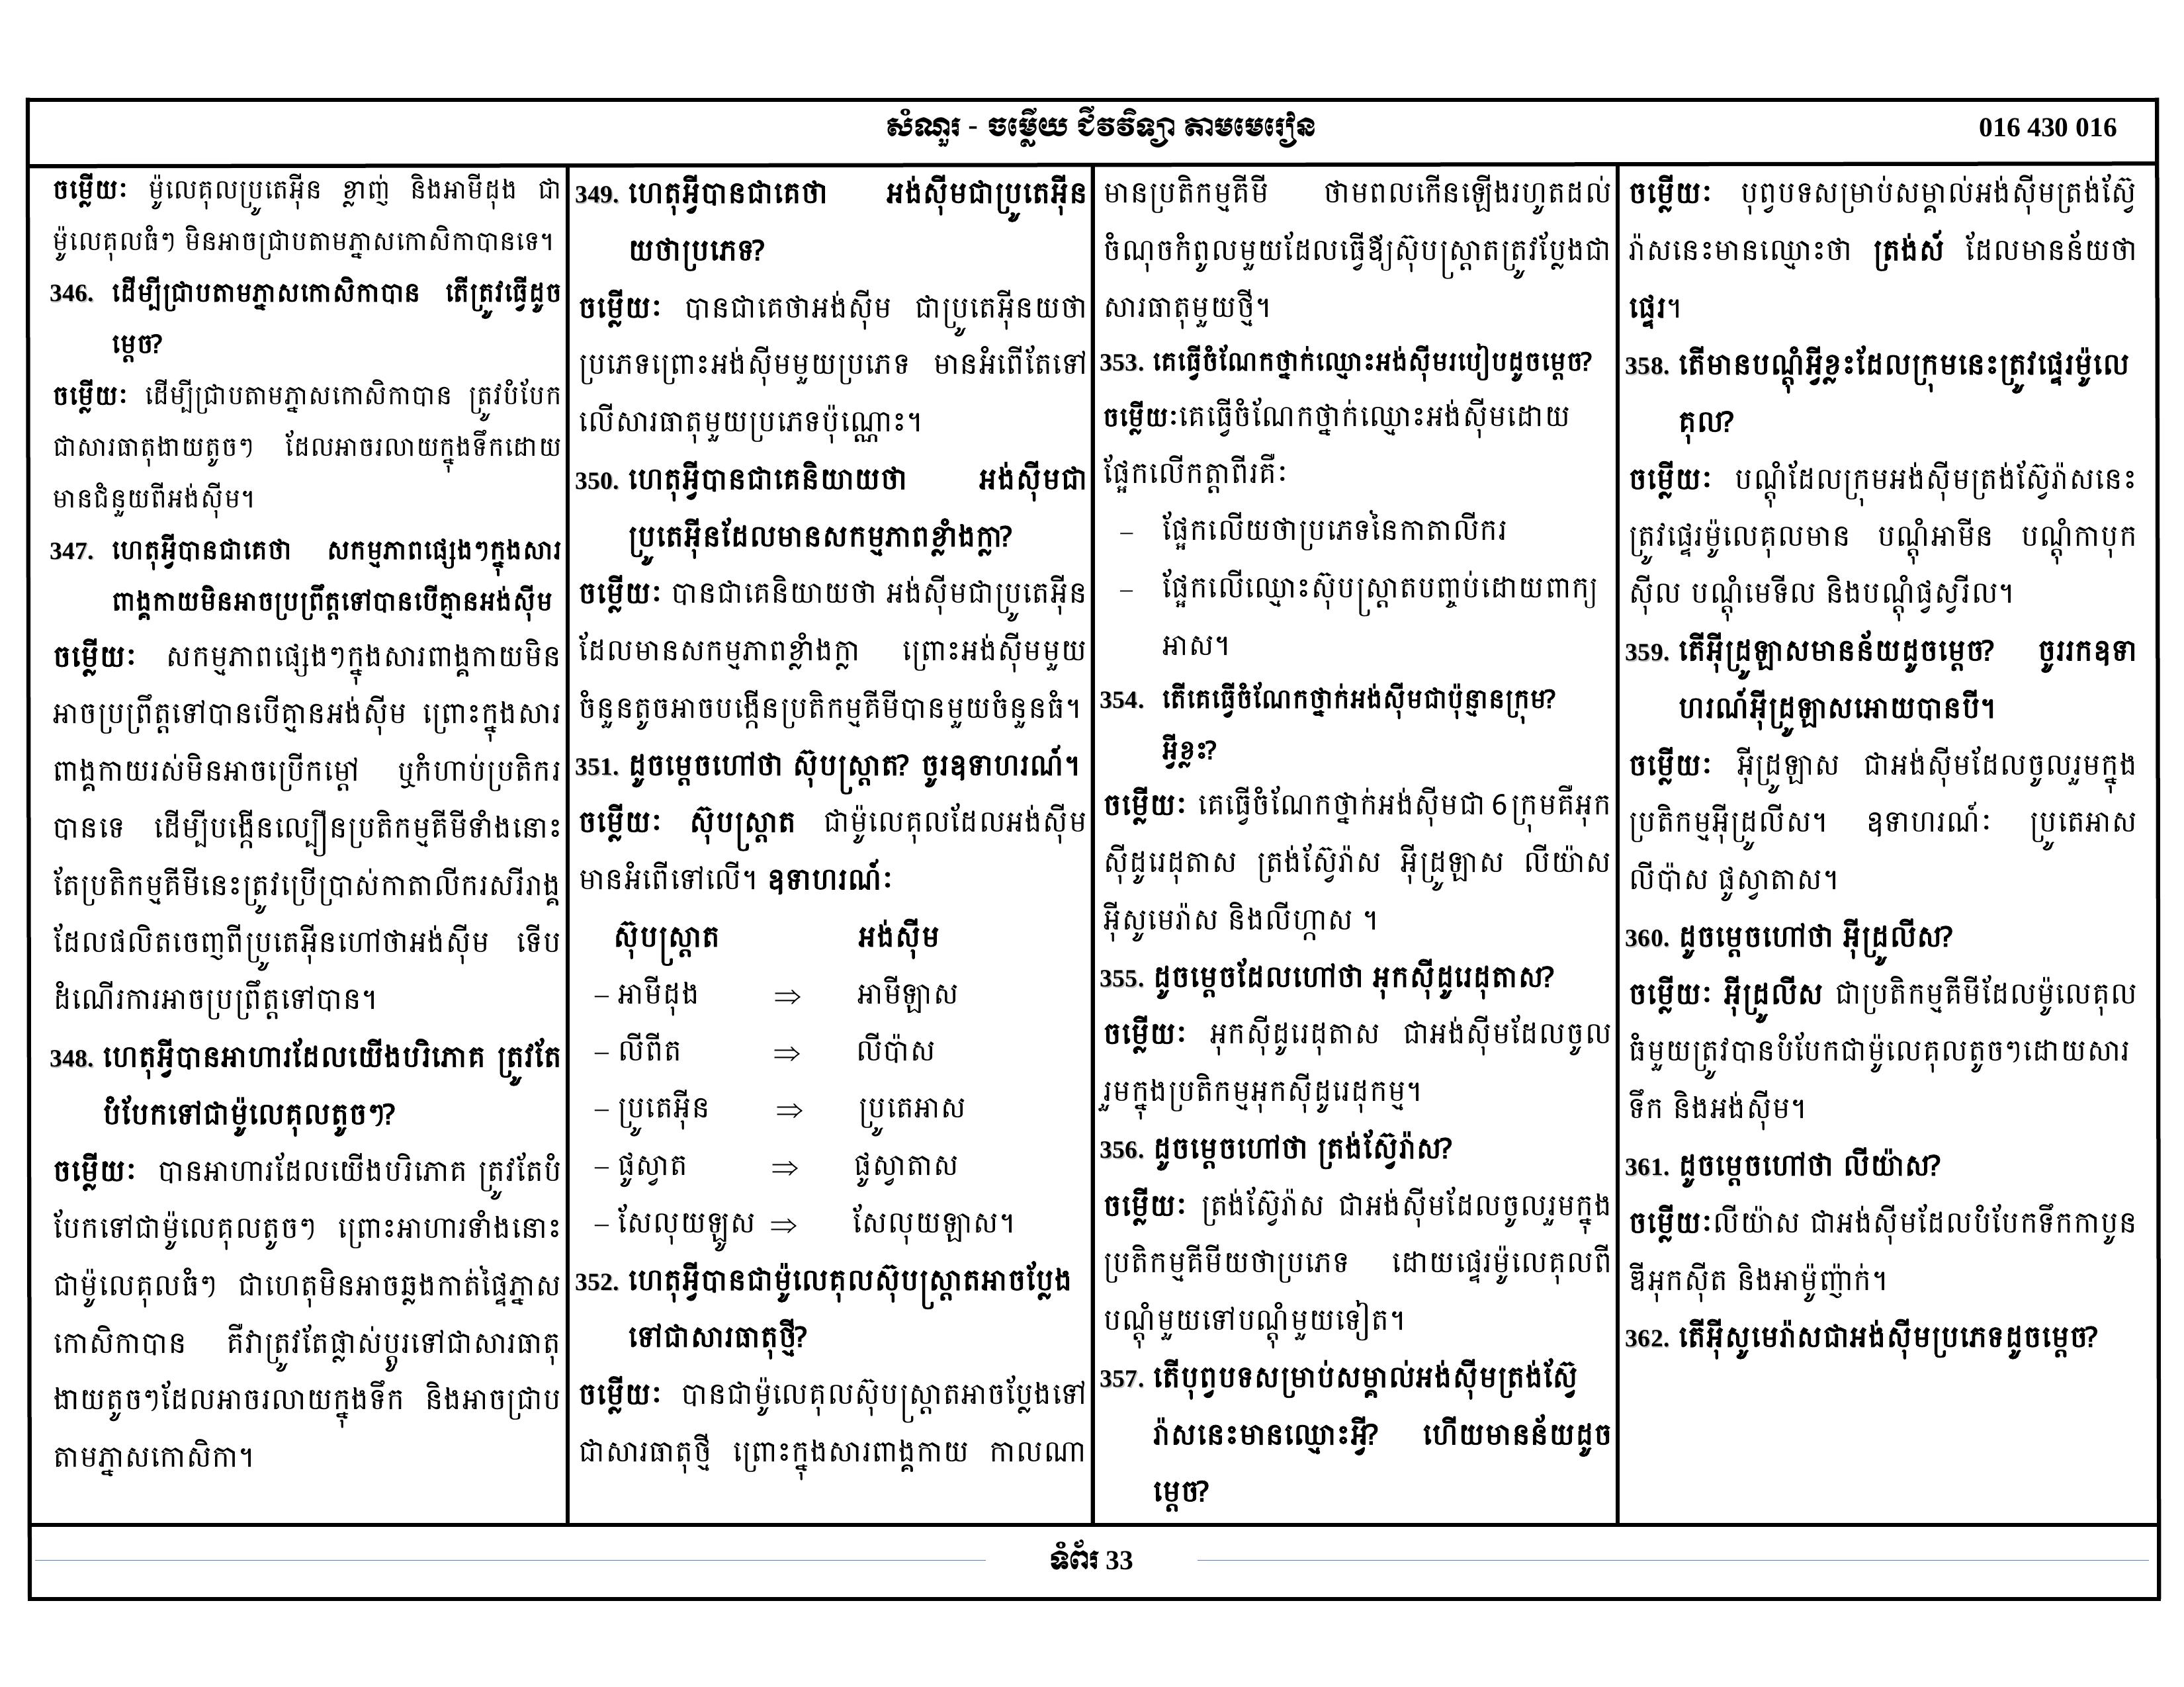 សំណួរ - ចម្លើយ ជីវវិទ្យា តាមមេរៀន
016 430 016
ចម្លើយ៖ ម៉ូលេគុលប្រូតេអ៊ីន ខ្លាញ់ និងអាមីដុង ជា
ម៉ូលេគុលធំៗ មិនអាចជ្រាបតាមភ្នាសកោសិកាបានទេ។
346. ដើម្បីជ្រាបតាមភ្នាសកោសិកាបាន តើត្រូវធ្វើដូច
ម្ដេច?
ចម្លើយ៖ ដើម្បីជ្រាបតាមភ្នាសកោសិកាបាន ត្រូវបំបែក
ជាសារធាតុងាយតូចៗ ដែលអាចរលាយក្នុងទឹកដោយ
មានជំនួយពីអង់ស៊ីម។
347. ហេតុអ្វីបានជាគេថា សកម្មភាពផ្សេងៗក្នុងសារ
ពាង្គកាយមិនអាចប្រព្រឹត្តទៅបានបើគ្មានអង់ស៊ីម
ចម្លើយ៖ សកម្មភាពផ្សេងៗក្នុងសារពាង្គកាយមិន
អាចប្រព្រឹត្តទៅបានបើគ្មានអង់ស៊ីម ព្រោះក្នុងសារ
ពាង្គកាយរស់មិនអាចប្រើកម្ដៅ ឬកំហាប់ប្រតិករ
បានទេ ដើម្បីបង្កើនល្បឿនប្រតិកម្មគីមីទាំងនោះ
តែប្រតិកម្មគីមីនេះត្រូវប្រើប្រាស់កាតាលីករសរីរាង្គ
ដែលផលិតចេញពីប្រូតេអ៊ីនហៅថាអង់ស៊ីម ទើប
ដំណើរការអាចប្រព្រឹត្តទៅបាន។
348. ហេតុអ្វីបានអាហារដែលយើងបរិភោគ ត្រូវតែ
បំបែកទៅជាម៉ូលេគុលតូចៗ?
ចម្លើយ៖ បានអាហារដែលយើងបរិភោគ ត្រូវតែបំ
បែកទៅជាម៉ូលេគុលតូចៗ ព្រោះអាហារទាំងនោះ
ជាម៉ូលេគុលធំៗ ជាហេតុមិនអាចឆ្លងកាត់ផ្ទៃភ្នាស
កោសិកាបាន គឺវាត្រូវតែផ្លាស់ប្ដូរទៅជាសារធាតុ
ងាយតូចៗដែលអាចរលាយក្នុងទឹក និងអាចជ្រាប
តាមភ្នាសកោសិកា។
349. ហេតុអ្វីបានជាគេថា អង់ស៊ីមជាប្រូតេអ៊ីន
យថាប្រភេទ?
ចម្លើយ៖ បានជាគេថាអង់ស៊ីម ជាប្រូតេអ៊ីនយថា
ប្រភេទព្រោះអង់ស៊ីមមួយប្រភេទ មានអំពើតែទៅ
លើសារធាតុមួយប្រភេទប៉ុណ្ណោះ។
350. ហេតុអ្វីបានជាគេនិយាយថា អង់ស៊ីមជា
ប្រូតេអ៊ីនដែលមានសកម្មភាពខ្លាំងក្លា?
ចម្លើយ៖ បានជាគេនិយាយថា អង់ស៊ីមជាប្រូតេអ៊ីន
ដែលមានសកម្មភាពខ្លាំងក្លា ព្រោះអង់ស៊ីមមួយ
ចំនួនតូចអាចបង្កើនប្រតិកម្មគីមីបានមួយចំនួនធំ។
351. ដូចម្ដេចហៅថា ស៊ុបស្ត្រាត? ចូរឧទាហរណ៍។
ចម្លើយ៖ ស៊ុបស្ត្រាត ជាម៉ូលេគុលដែលអង់ស៊ីម
មានអំពើទៅលើ។ ឧទាហរណ៍៖
ស៊ុបស្ត្រាត អង់ស៊ីម
– អាមីដុង ⇒ អាមីឡាស
– លីពីត ⇒ លីប៉ាស
– ប្រូតេអ៊ីន ⇒ ប្រូតេអាស
– ផូស្វាត ⇒ ផូស្វាតាស
– សែលុយឡូស ⇒ សែលុយឡាស។
352. ហេតុអ្វីបានជាម៉ូលេគុលស៊ុបស្ត្រាតអាចប្លែង
ទៅជាសារធាតុថ្មី?
ចម្លើយ៖ បានជាម៉ូលេគុលស៊ុបស្ត្រាតអាចប្លែងទៅ
ជាសារធាតុថ្មី ព្រោះក្នុងសារពាង្គកាយ កាលណា
មានប្រតិកម្មគីមី ថាមពលកើនឡើងរហូតដល់
ចំណុចកំពូលមួយដែលធ្វើឪ្យស៊ុបស្ត្រាតត្រូវប្លែងជា
សារធាតុមួយថ្មី។
353. គេធ្វើចំណែកថ្នាក់ឈ្មោះអង់ស៊ីមរបៀបដូចម្ដេច?
ចម្លើយ៖គេធ្វើចំណែកថ្នាក់ឈ្មោះអង់ស៊ីមដោយ
ផ្អែកលើកត្តាពីរគឺ៖
– ផ្អែកលើយថាប្រភេទនៃកាតាលីករ
– ផ្អែកលើឈ្មោះស៊ុបស្ត្រាតបញ្ចប់ដោយពាក្យ
អាស។
354. តើគេធ្វើចំណែកថ្នាក់អង់ស៊ីមជាប៉ុន្មានក្រុម?
អ្វីខ្លះ?
ចម្លើយ៖ គេធ្វើចំណែកថ្នាក់អង់ស៊ីមជា 6 ក្រុមគឺអុក
ស៊ីដូរេដុតាស ត្រង់ស្វ៊ែរ៉ាស អ៊ីដ្រូឡាស លីយ៉ាស
អ៊ីសូមេរ៉ាស និងលីហ្គាស ។
355. ដូចម្ដេចដែលហៅថា អុកស៊ីដូរេដុតាស?
ចម្លើយ៖ អុកស៊ីដូរេដុតាស ជាអង់ស៊ីមដែលចូល
រួមក្នុងប្រតិកម្មអុកស៊ីដូរេដុកម្ម។
356. ដូចម្ដេចហៅថា ត្រង់ស្វ៊ែរ៉ាស?
ចម្លើយ៖ ត្រង់ស្វ៊ែរ៉ាស ជាអង់ស៊ីមដែលចូលរួមក្នុង
ប្រតិកម្មគីមីយថាប្រភេទ ដោយផ្ទេរម៉ូលេគុលពី
បណ្ដុំមួយទៅបណ្ដុំមួយទៀត។
357. តើបុព្វបទសម្រាប់សម្គាល់អង់ស៊ីមត្រង់ស្វ៊ែ
រ៉ាសនេះមានឈ្មោះអ្វី? ហើយមានន័យដូច
ម្ដេច?
ចម្លើយ៖ បុព្វបទសម្រាប់សម្គាល់អង់ស៊ីមត្រង់ស្វ៊ែ
រ៉ាសនេះមានឈ្មោះថា ត្រង់ស៍ ដែលមានន័យថា
ផ្ទេរ។
358. តើមានបណ្ដុំអ្វីខ្លះដែលក្រុមនេះត្រូវផ្ទេរម៉ូលេ
គុល?
ចម្លើយ៖ បណ្ដុំដែលក្រុមអង់ស៊ីមត្រង់ស្វ៊ែរ៉ាសនេះ
ត្រូវផ្ទេរម៉ូលេគុលមាន បណ្ដុំអាមីន បណ្ដុំកាបុក
ស៊ីល បណ្ដុំមេទីល និងបណ្ដុំផូស្វរីល។
359. តើអ៊ីដ្រូឡាសមានន័យដូចម្ដេច? ចូររកឧទា
ហរណ៍អ៊ីដ្រូឡាសអោយបានបី។
ចម្លើយ៖ អ៊ីដ្រូឡាស ជាអង់ស៊ីមដែលចូលរួមក្នុង
ប្រតិកម្មអ៊ីដ្រូលីស។ ឧទាហរណ៍៖ ប្រូតេអាស
លីប៉ាស ផូស្វាតាស។
360. ដូចម្ដេចហៅថា អ៊ីដ្រូលីស?
ចម្លើយ៖ អ៊ីដ្រូលីស ជាប្រតិកម្មគីមីដែលម៉ូលេគុល
ធំមួយត្រូវបានបំបែកជាម៉ូលេគុលតូចៗដោយសារ
ទឹក និងអង់ស៊ីម។
361. ដូចម្ដេចហៅថា លីយ៉ាស?
ចម្លើយ៖លីយ៉ាស ជាអង់ស៊ីមដែលបំបែកទឹកកាបូន
ឌីអុកស៊ីត និងអាម៉ូញ៉ាក់។
362. តើអ៊ីសូមេរ៉ាសជាអង់ស៊ីមប្រភេទដូចម្ដេច?
ទំព័រ 33